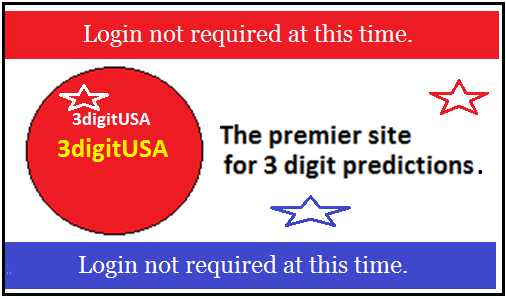 Login not required at this time.
3digitUSA
3digitUSA
The premier site
for 3 digit predictions.
Login not required at this time.